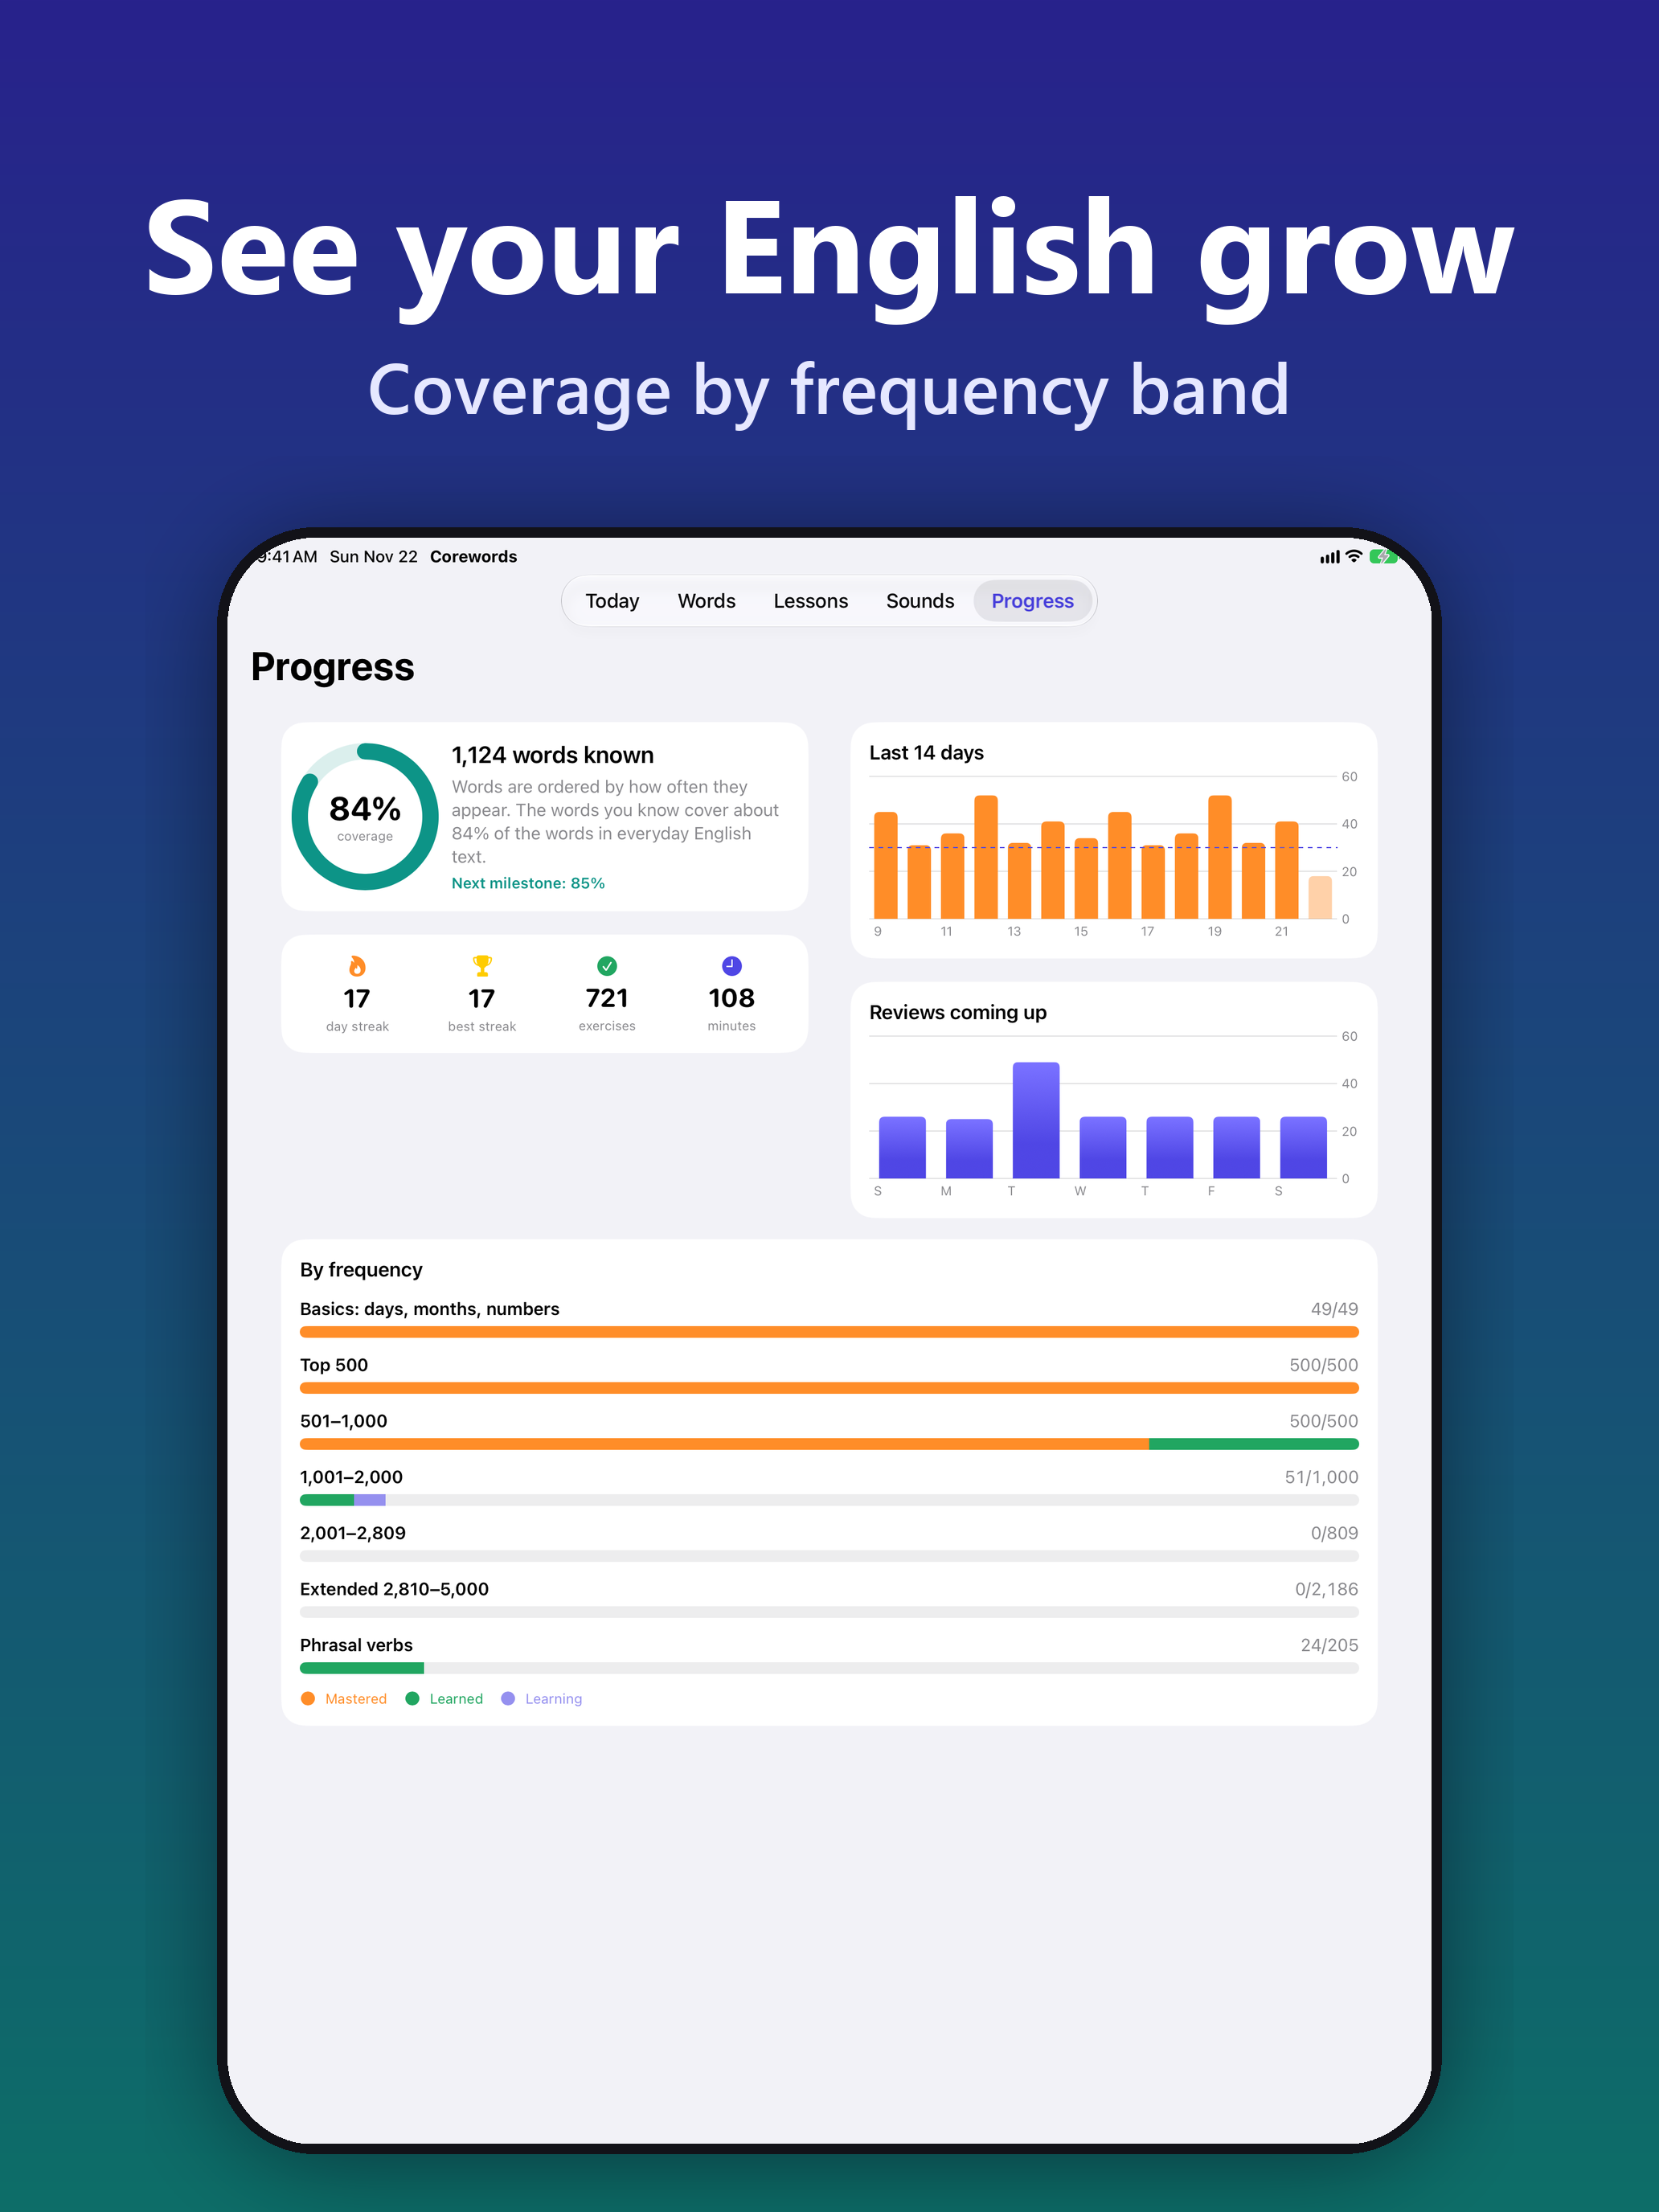 See your English grow
Coverage by frequency band
9:41 AM Sun Nov 22 Corewords
Today Words Lessons Sounds Progress
Progress
84%
coverage
1,124 words known
Words are ordered by how often they
appear. The words you know cover about
84% of the words in everyday English
text.
Next milestone: 85%
17
day streak
17
best streak
721
exercises
108
minutes
Last 14 days
60
40
20
0
9 11 13 15 17 19 21
Reviews coming up
60
40
20
0
S M T W T F S
By frequency
Basics: days, months, numbers 49/49
Top 500 500/500
501–1,000 500/500
1,001–2,000 51/1,000
2,001–2,809 0/809
Extended 2,810–5,000 0/2,186
Phrasal verbs 24/205
Mastered Learned Learning